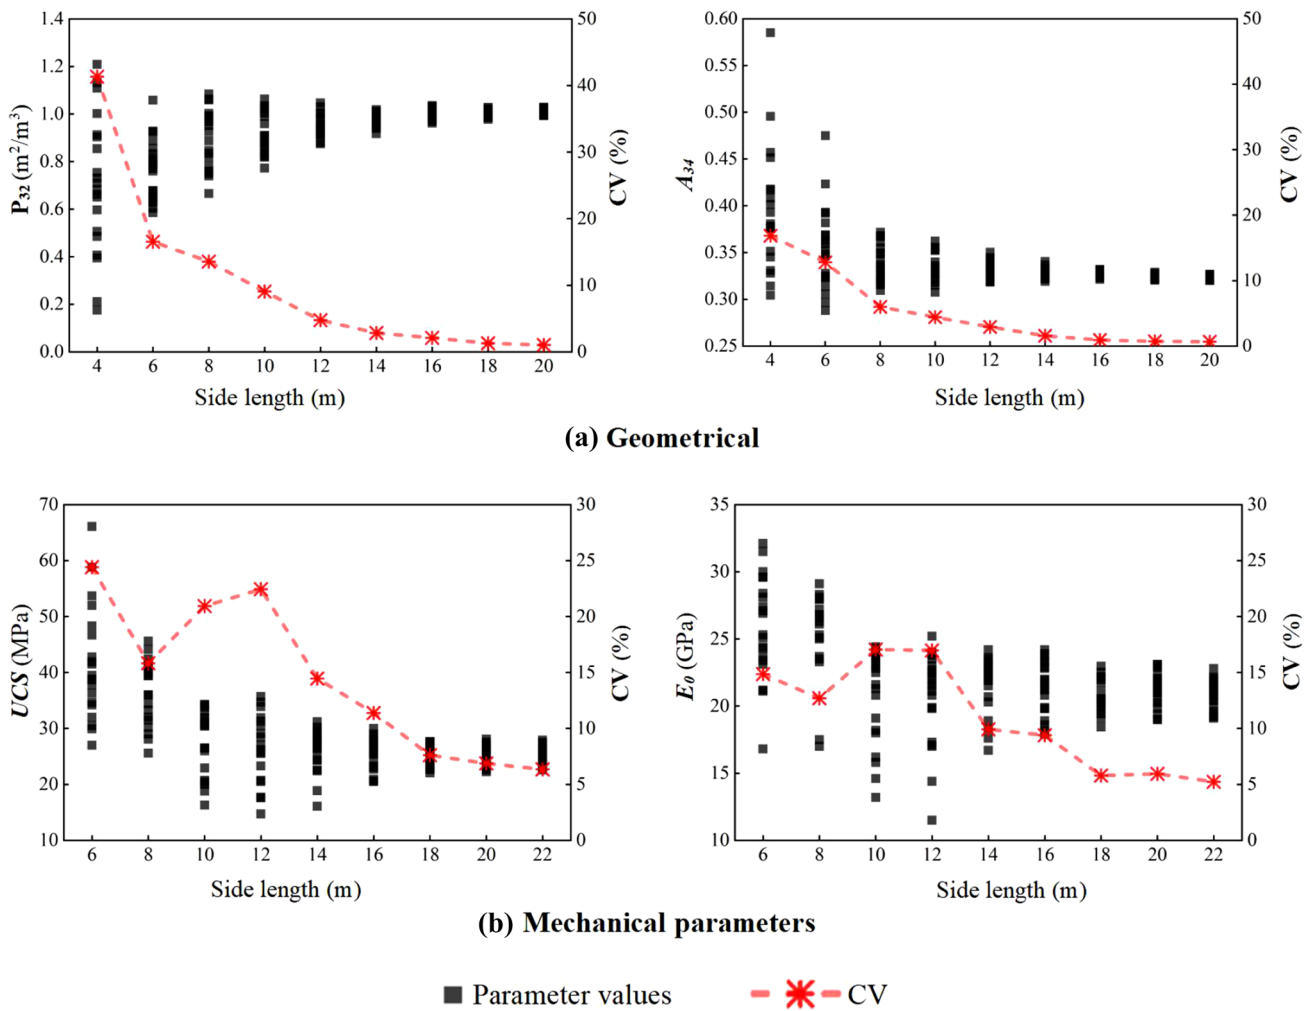 1.4
1.2
1.0
0.8
0.6
0.4
0.2
0.0
P32 (m²/m³)
50
40
30
20
10
0
CV (%)
4 6 8 10 12 14 16 18 20
Side length (m)
0.60
0.55
0.50
0.45
0.40
0.35
0.30
0.25
A34
50
40
30
20
10
0
CV (%)
4 6 8 10 12 14 16 18 20
Side length (m)
(a) Geometrical
70
60
50
40
30
20
10
UCS (MPa)
30
25
20
15
10
5
0
CV (%)
6 8 10 12 14 16 18 20 22
Side length (m)
35
30
25
20
15
10
E0 (GPa)
30
25
20
15
10
5
0
CV (%)
6 8 10 12 14 16 18 20 22
Side length (m)
(b) Mechanical parameters
Parameter values
CV